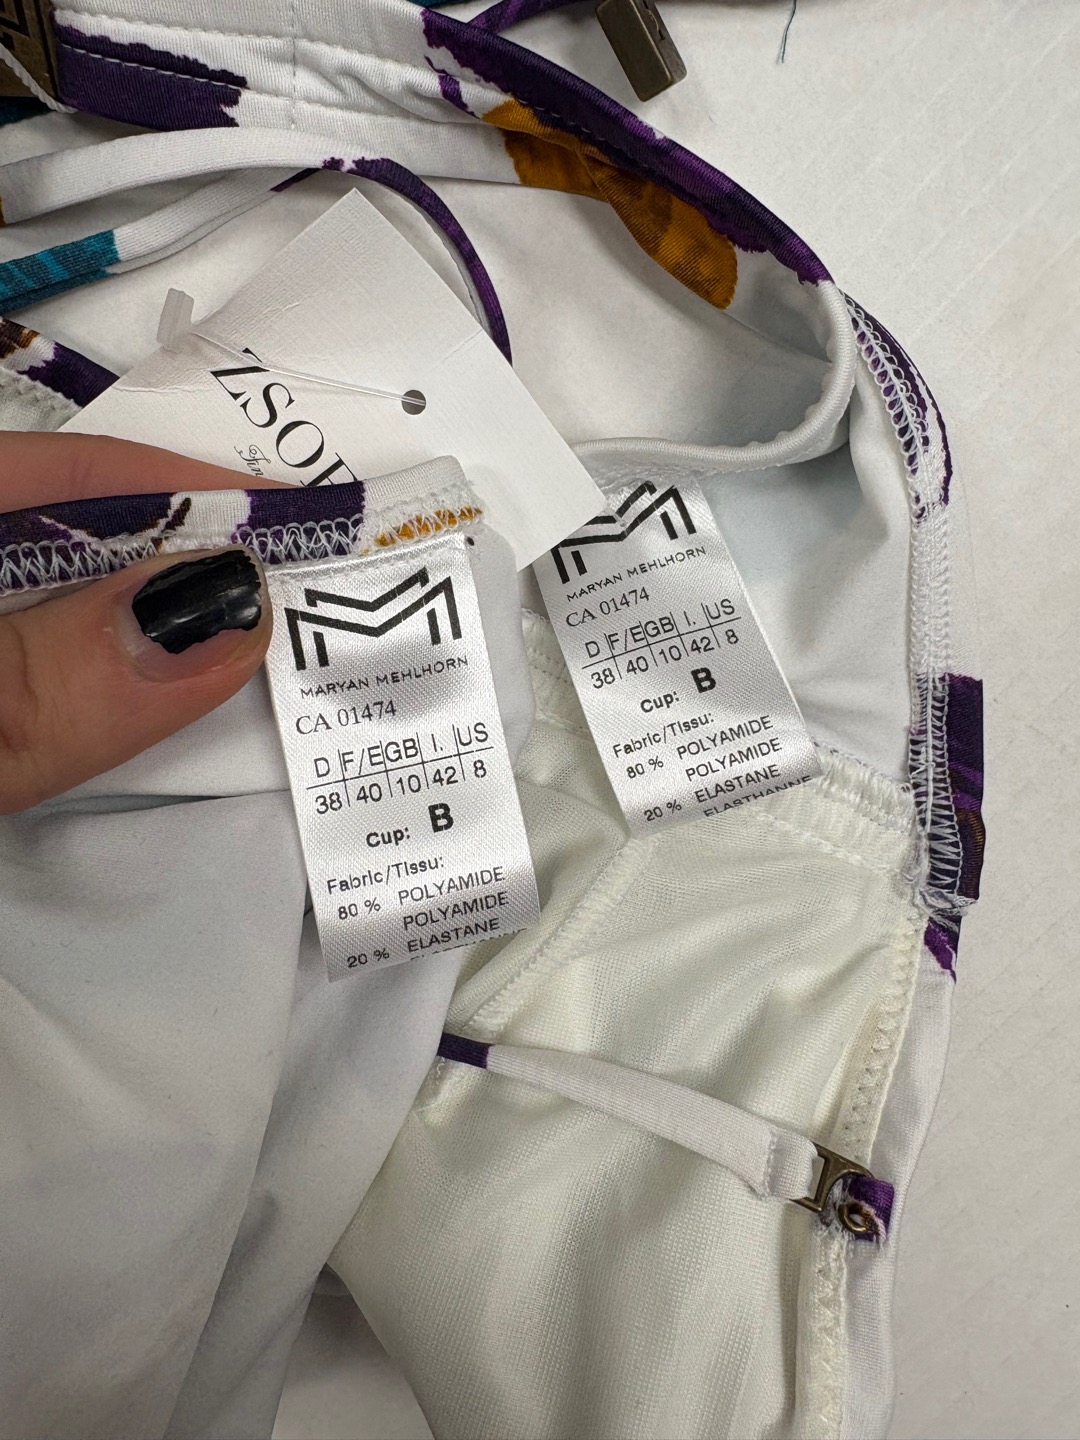 MARYAN MEHLHORN
CA 01474
D F/E GB I. US
38 40 10 42 8
Cup: B
Fabric/Tissu:
80 % POLYAMIDE
POLYAMIDE
20 % ELASTANE
MARYAN MEHLHORN
CA 01474
D F/E GB I. US
38 40 10 42 8
Cup: B
Fabric/Tissu:
80 % POLYAMIDE
POLYAMIDE
20 % ELASTANE
ELASTHANNE